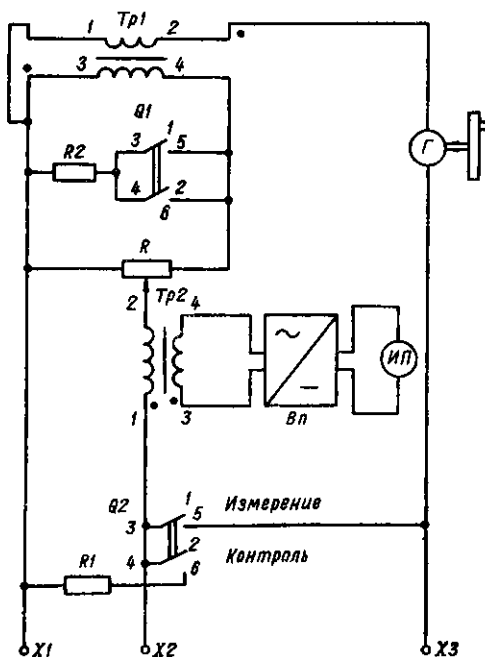 Тр1
1 2
3 4
Q1
1
3 5
R2
4 2
6
Г
R
2 Тр2 4
~
—
ИП
Вп
1 3
Q2
1
3 5 Измерение
2
4 Контроль
R1 6
X1 X2 X3